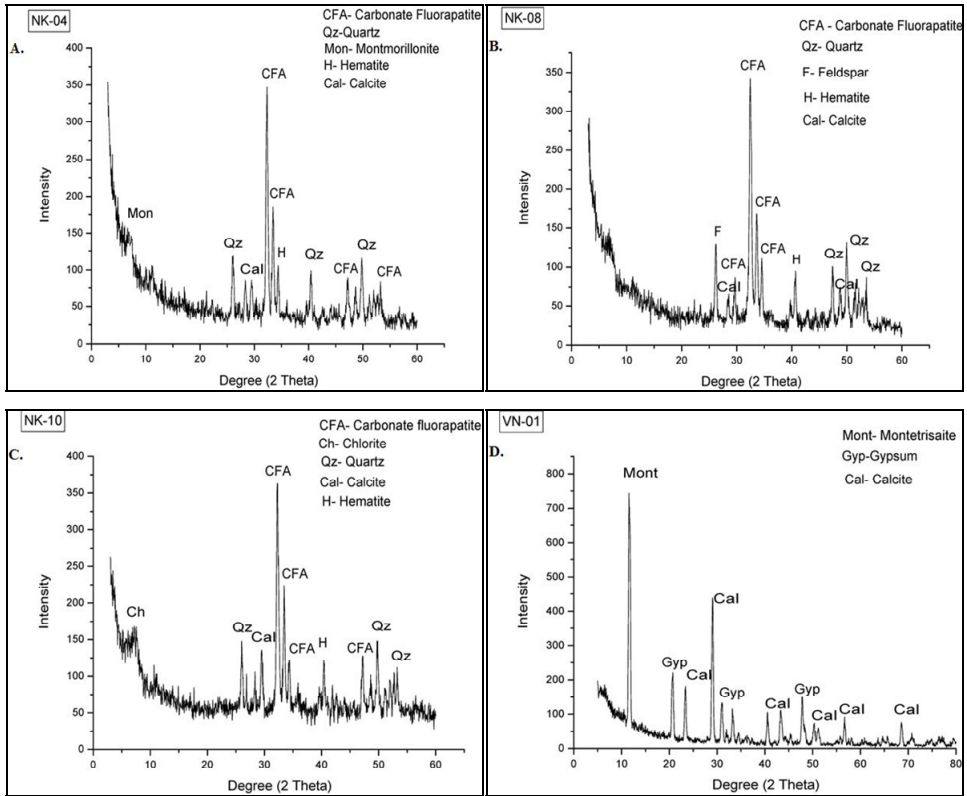 NK-04
A.
CFA- Carbonate Fluorapatite
Qz-Quartz
Mon- Montmorillonite
H- Hematite
Cal- Calcite
400
350
300
250
200
150
100
50
0
Intensity
Mon
Qz
Cal
CFA
CFA
H
Qz
CFA
Qz
CFA
0 10 20 30 40 50 60
Degree (2 Theta)
NK-08
B.
CFA - Carbonate Fluorapatite
Qz- Quartz
F- Feldspar
H- Hematite
Cal- Calcite
350
300
250
200
150
100
50
0
Intensity
F
Cal
CFA
CFA
CFA
CFA
H
Qz
Cal
Qz
Qz
0 10 20 30 40 50 60
Degree (2 Theta)
NK-10
C.
CFA- Carbonate fluorapatite
Ch- Chlorite
Qz- Quartz
Cal- Calcite
H- Hematite
400
350
300
250
200
150
100
50
0
Intensity
Ch
Qz
Cal
CFA
CFA
CFA
H
CFA
Qz
Qz
0 10 20 30 40 50 60
Degree (2 Theta)
VN-01
D.
Mont- Montetrisaite
Gyp-Gypsum
Cal- Calcite
800
700
600
500
400
300
200
100
0
Intensity
Mont
Gyp
Cal
Cal
Gyp
Cal
Gyp
Cal
Cal
Cal
0 10 20 30 40 50 60 70 80
Degree (2 Theta)